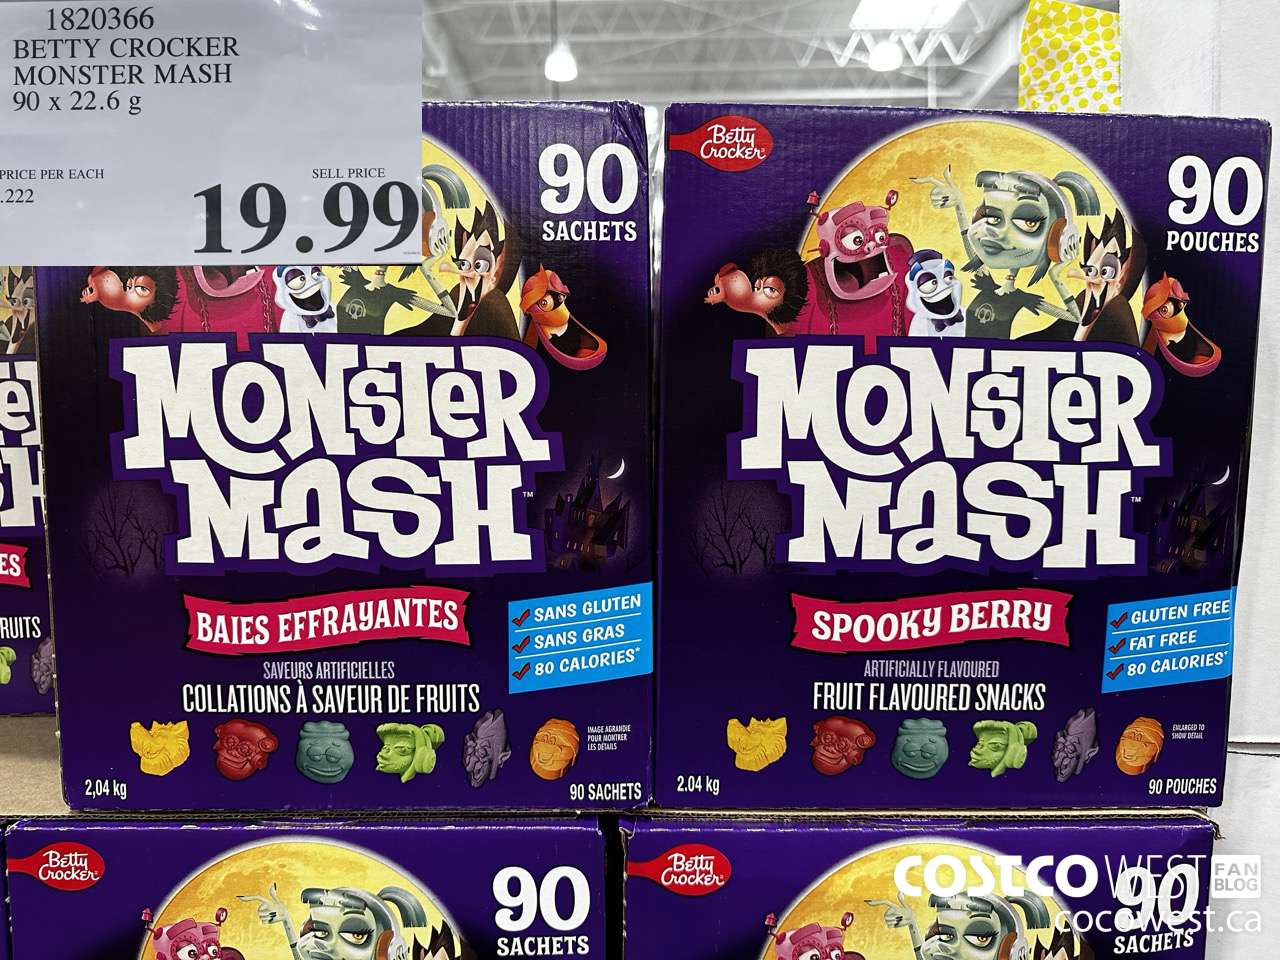 1820366
BETTY CROCKER
MONSTER MASH
90 x 22.6 g
PRICE PER EACH
.222
SELL PRICE
19.99
90
SACHETS
MONSTER
MASH™
BAIES EFFRAYANTES
SAVEURS ARTIFICIELLES
COLLATIONS À SAVEUR DE FRUITS
SANS GLUTEN
SANS GRAS
80 CALORIES*
IMAGE AGRANDIE
POUR MONTRER
LES DÉTAILS
2,04 kg
90 SACHETS
Betty
Crocker
90
POUCHES
MONSTER
MASH™
SPOOKY BERRY
ARTIFICIALLY FLAVOURED
FRUIT FLAVOURED SNACKS
GLUTEN FREE
FAT FREE
80 CALORIES*
ENLARGED TO
SHOW DETAIL
2.04 kg
90 POUCHES
ES
RUITS
Betty
Crocker
90
SACHETS
Betty
Crocker
90
SACHETS
COSTCO WEST FAN BLOG
cocowest.ca